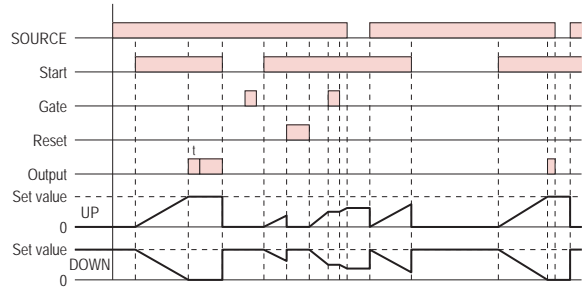 SOURCE
Start
Gate
Reset
t
Output
Set value
UP
0
Set value
DOWN
0